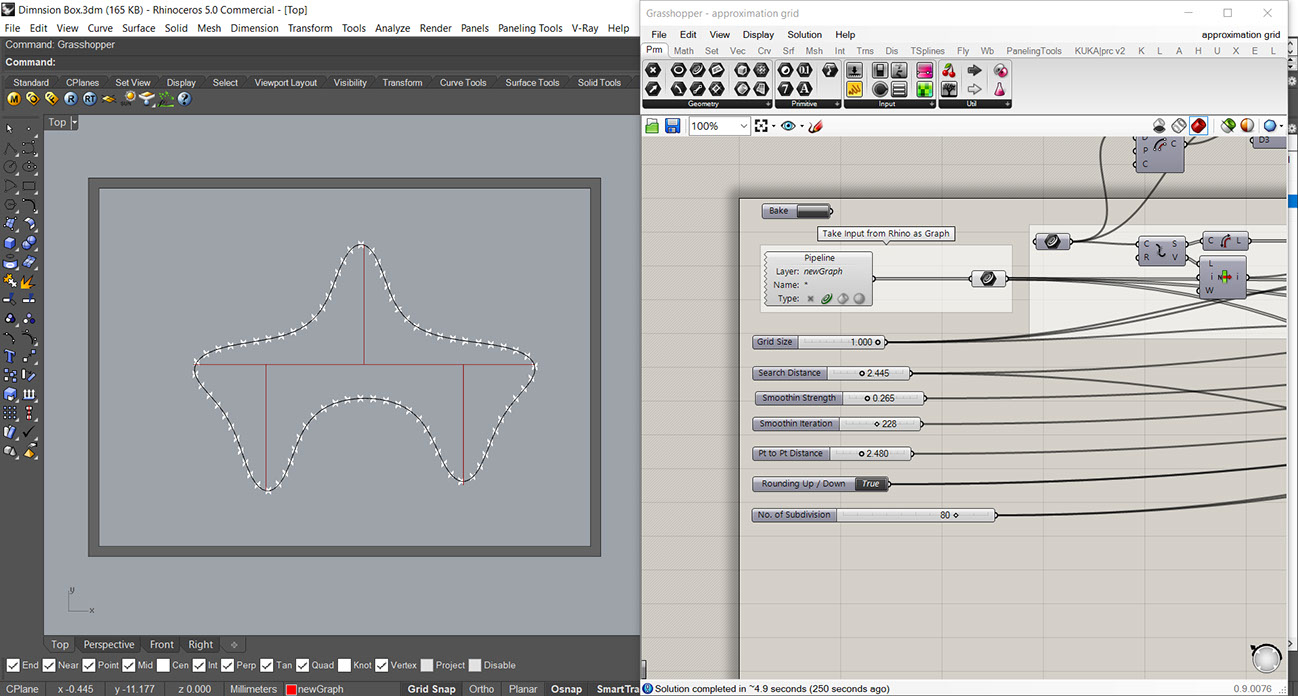 Dimnsion Box.3dm (165 KB) - Rhinoceros 5.0 Commercial - [Top]
File Edit View Curve Surface Solid Mesh Dimension Transform Tools Analyze Render Panels Paneling Tools V-Ray Help
Command: Grasshopper
Command:
Standard CPlanes Set View Display Select Viewport Layout Visibility Transform Curve Tools Surface Tools Solid Tools
Top
y
x
Top Perspective Front Right
End Near Point Mid Cen Int Perp Tan Quad Knot Vertex Project Disable
CPlane x -0.445 y -11.177 z 0.000 Millimeters newGraph Grid Snap Ortho Planar Osnap SmartTra
Grasshopper - approximation grid
File Edit View Display Solution Help approximation grid
Prm Math Set Vec Crv Srf Msh Int Trns Dis TSplines Fly Wb PanelingTools KUKA|prc v2 K L A H U X E L
Geometry Primitive Input Util
100%
D
P C
C
D3
Bake
Take Input from Rhino as Graph
Pipeline
Layer: newGraph
Name: *
Type:
C S
R V
C L
L
i i
W
Grid Size 1.000
Search Distance 2.445
Smoothin Strength 0.265
Smoothin Iteration 228
Pt to Pt Distance 2.480
Rounding Up / Down True
No. of Subdivision 80
Solution completed in ~4.9 seconds (250 seconds ago) 0.9.0076